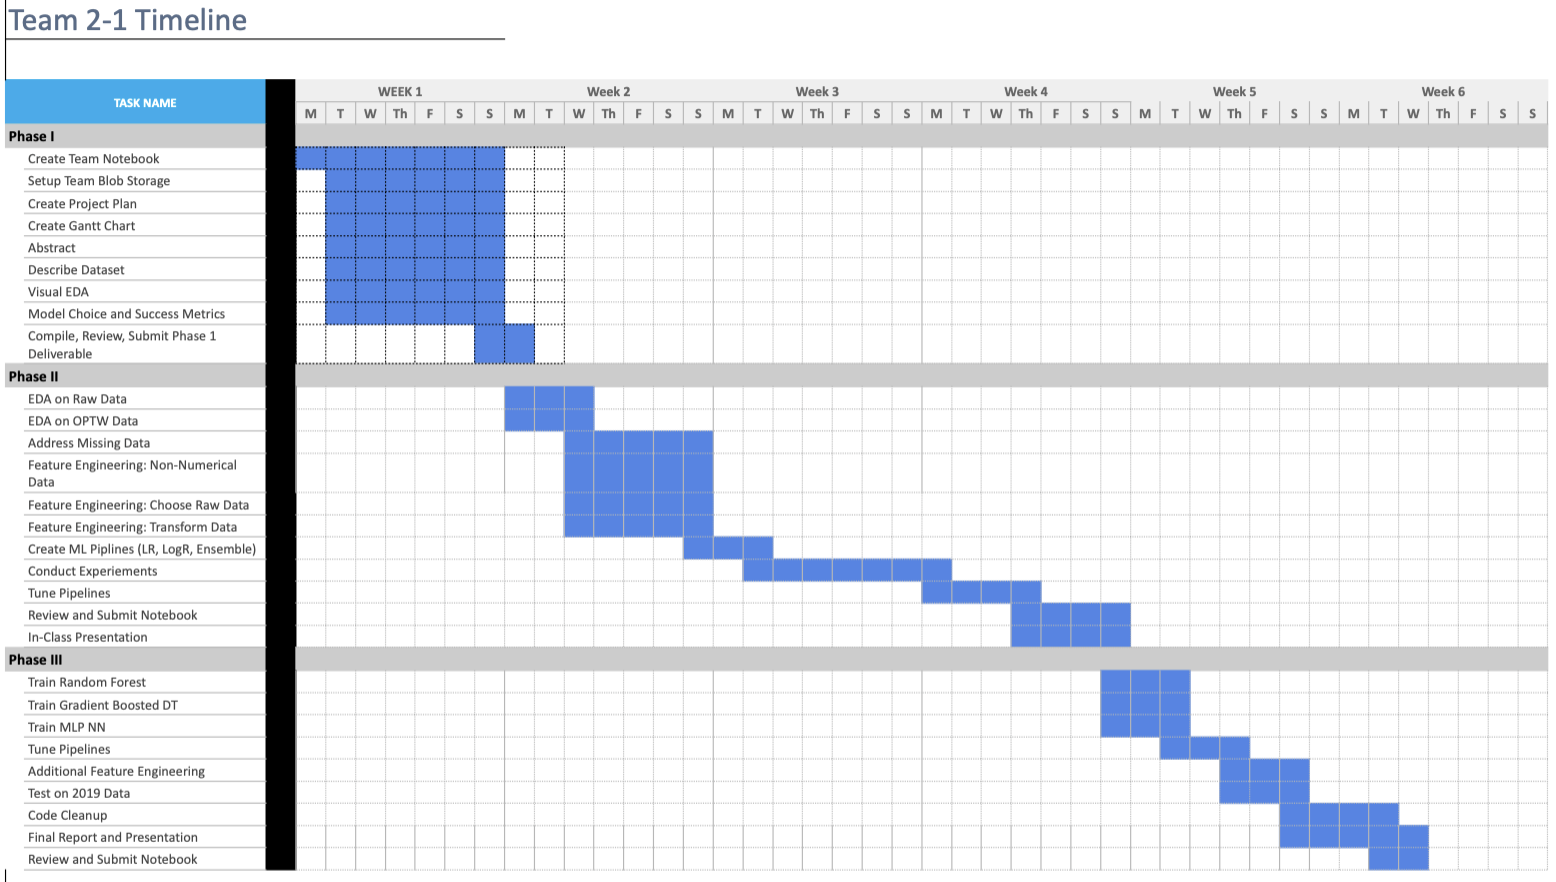 Team 2-1 Timeline
TASK NAME
WEEK 1 Week 2 Week 3 Week 4 Week 5 Week 6
M T W Th F S S M T W Th F S S M T W Th F S S M T W Th F S S M T W Th F S S M T W Th F S S
Phase I
Create Team Notebook
Setup Team Blob Storage
Create Project Plan
Create Gantt Chart
Abstract
Describe Dataset
Visual EDA
Model Choice and Success Metrics
Compile, Review, Submit Phase 1
Deliverable
Phase II
EDA on Raw Data
EDA on OPTW Data
Address Missing Data
Feature Engineering: Non-Numerical
Data
Feature Engineering: Choose Raw Data
Feature Engineering: Transform Data
Create ML Piplines (LR, LogR, Ensemble)
Conduct Experiements
Tune Pipelines
Review and Submit Notebook
In-Class Presentation
Phase III
Train Random Forest
Train Gradient Boosted DT
Train MLP NN
Tune Pipelines
Additional Feature Engineering
Test on 2019 Data
Code Cleanup
Final Report and Presentation
Review and Submit Notebook